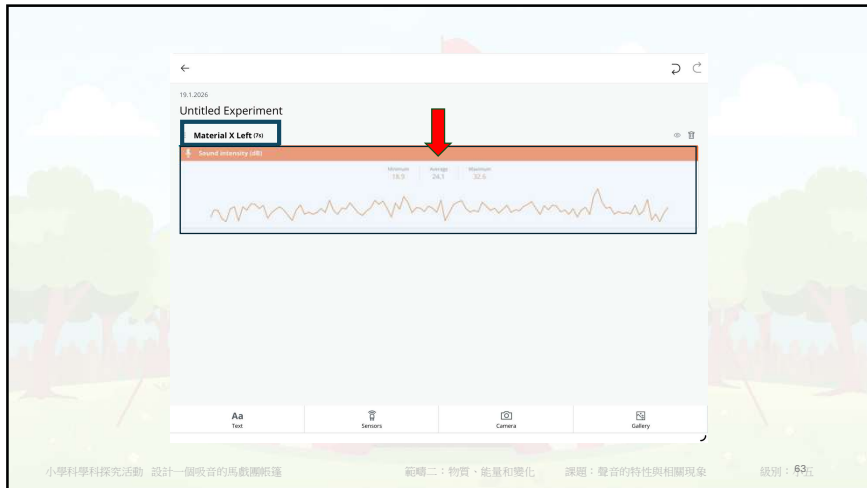 19.1.2026
Untitled Experiment
Material X Left (7s)
Sound intensity (dB)
Minimum Average Maximum
18.5 24.1 32.6
Aa
Text Sensors Camera Gallery
小學科學科探究活動 設計一個吸音的馬戲團帳篷 範疇二：物質、能量和變化 課題：聲音的特性與相關現象 級別：小五
63